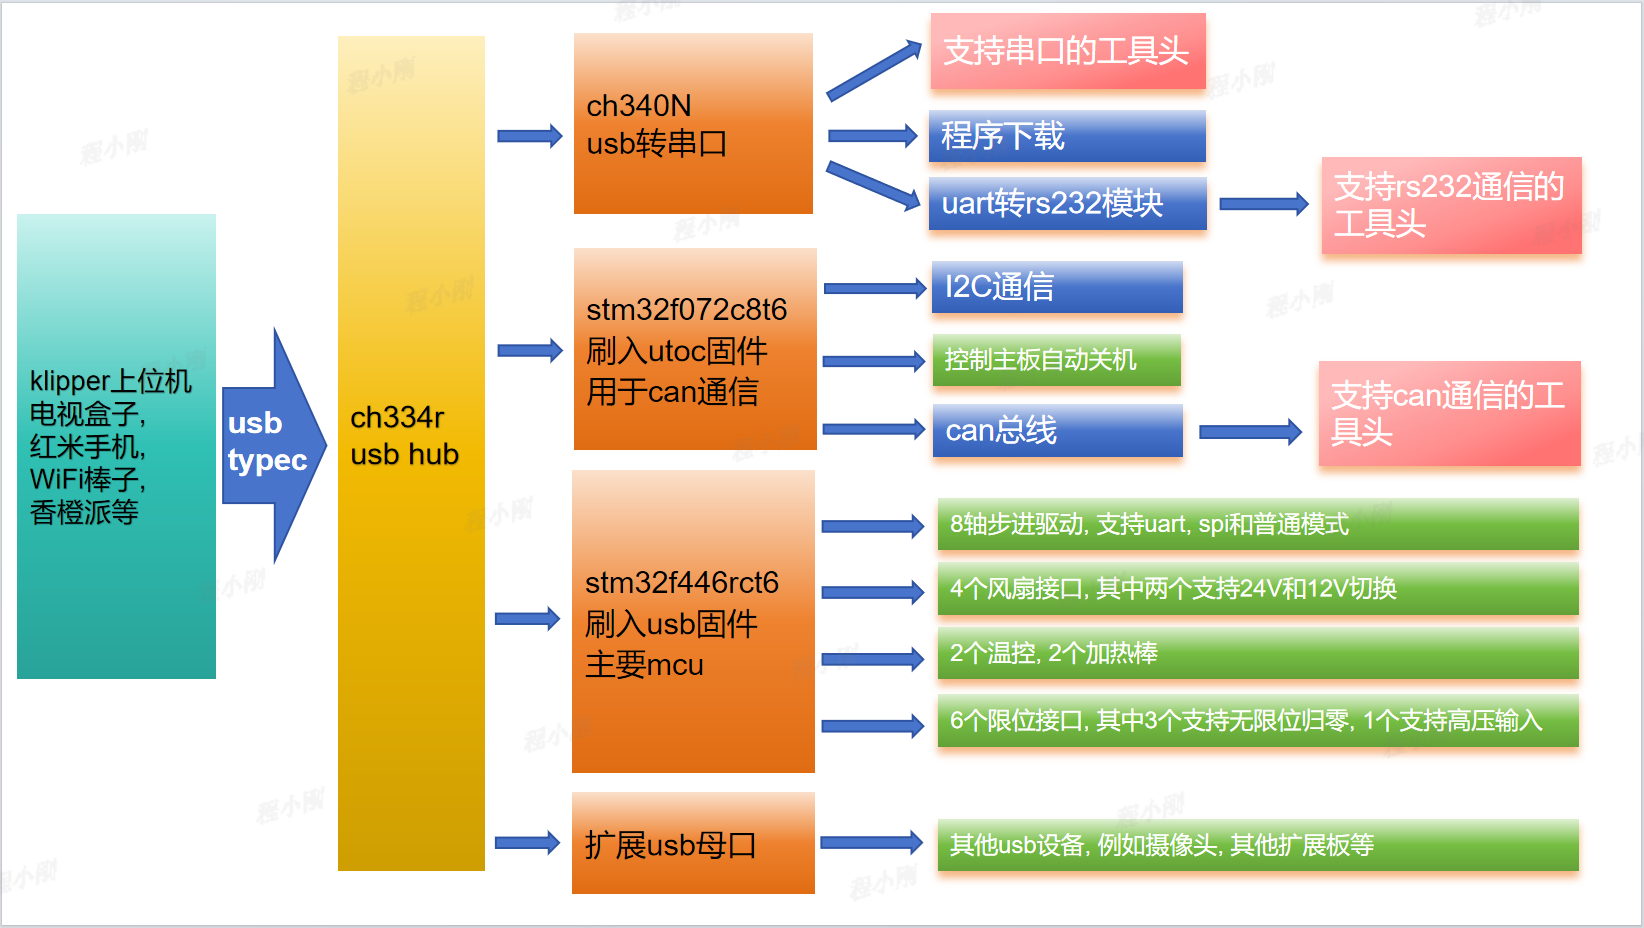 klipper上位机
电视盒子,
红米手机,
WiFi棒子,
香橙派等
usb
typec
ch334r
usb hub
ch340N
usb转串口
支持串口的工具头
程序下载
uart转rs232模块
支持rs232通信的
工具头
stm32f072c8t6
刷入utoc固件
用于can通信
I2C通信
控制主板自动关机
can总线
支持can通信的工
具头
stm32f446rct6
刷入usb固件
主要mcu
8轴步进驱动, 支持uart, spi和普通模式
4个风扇接口, 其中两个支持24V和12V切换
2个温控, 2个加热棒
6个限位接口, 其中3个支持无限位归零, 1个支持高压输入
扩展usb母口
其他usb设备, 例如摄像头, 其他扩展板等
程小刚